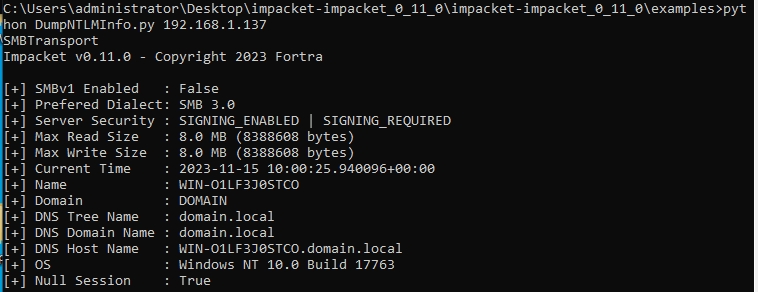 C:\Users\administrator\Desktop\impacket-impacket_0_11_0\impacket-impacket_0_11_0\examples>pyt
hon DumpNTLMInfo.py 192.168.1.137
SMBTransport
Impacket v0.11.0 - Copyright 2023 Fortra

[+] SMBv1 Enabled   : False
[+] Prefered Dialect: SMB 3.0
[+] Server Security : SIGNING_ENABLED | SIGNING_REQUIRED
[+] Max Read Size   : 8.0 MB (8388608 bytes)
[+] Max Write Size  : 8.0 MB (8388608 bytes)
[+] Current Time    : 2023-11-15 10:00:25.940096+00:00
[+] Name            : WIN-O1LF3J0STCO
[+] Domain          : DOMAIN
[+] DNS Tree Name   : domain.local
[+] DNS Domain Name : domain.local
[+] DNS Host Name   : WIN-O1LF3J0STCO.domain.local
[+] OS              : Windows NT 10.0 Build 17763
[+] Null Session    : True